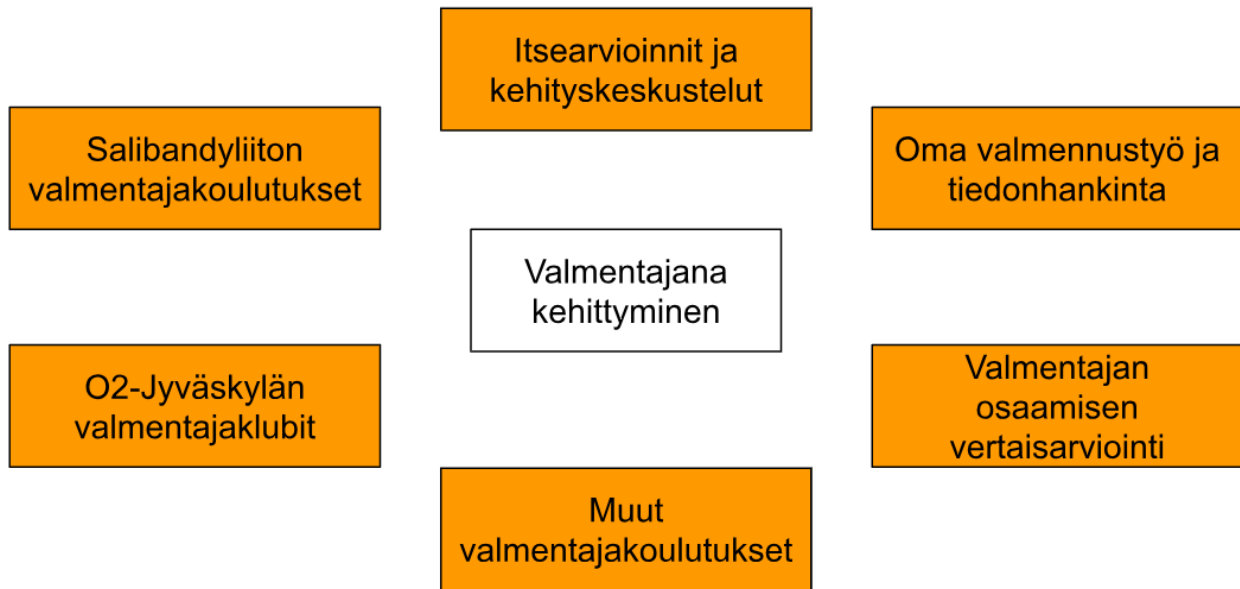 Itsearvioinnit ja
kehityskeskustelut
Salibandyliiton
valmentajakoulutukset
Oma valmennustyö ja
tiedonhankinta
Valmentajana
kehittyminen
O2-Jyväskylän
valmentajaklubit
Valmentajan
osaamisen
vertaisarviointi
Muut
valmentajakoulutukset